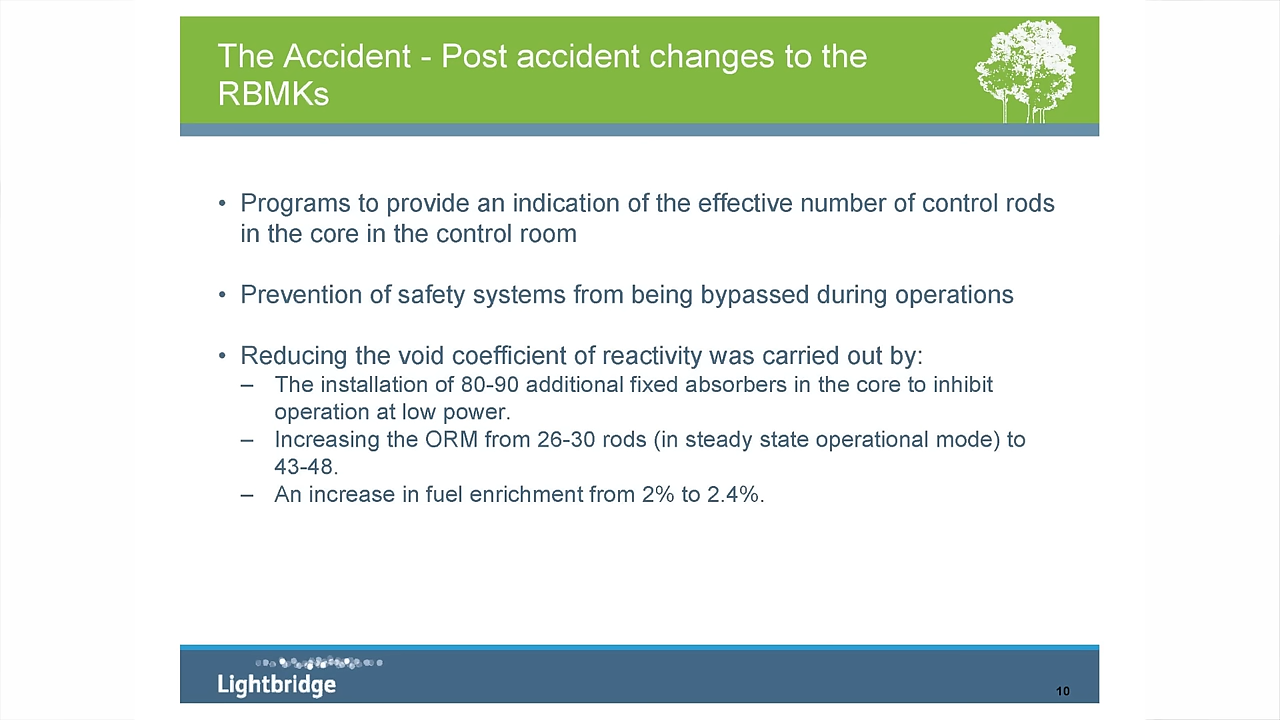 The Accident - Post accident changes to the
RBMKs
• Programs to provide an indication of the effective number of control rods
in the core in the control room
• Prevention of safety systems from being bypassed during operations
• Reducing the void coefficient of reactivity was carried out by:
– The installation of 80-90 additional fixed absorbers in the core to inhibit
operation at low power.
– Increasing the ORM from 26-30 rods (in steady state operational mode) to
43-48.
– An increase in fuel enrichment from 2% to 2.4%.
Lightbridge
10